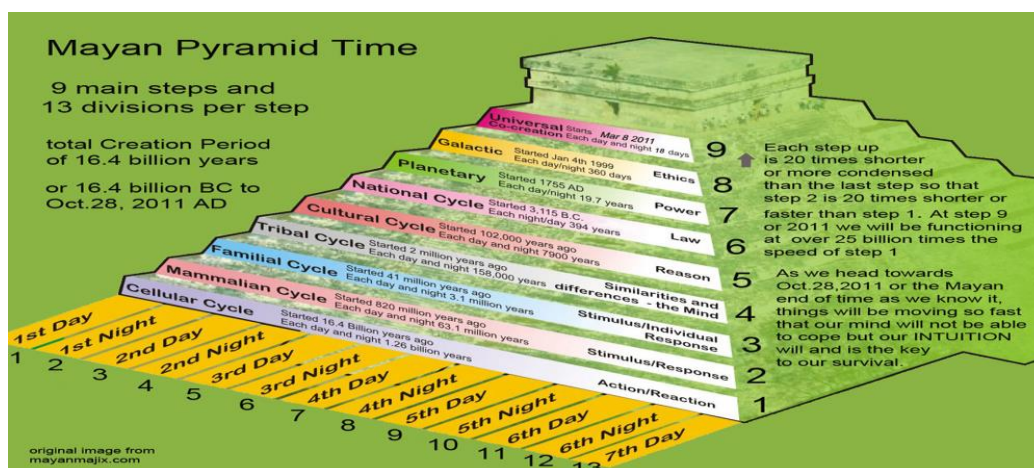 Mayan Pyramid Time
9 main steps and
13 divisions per step
total Creation Period
of 16.4 billion years
or 16.4 billion BC to
Oct.28, 2011 AD
Universal
Co-creation
Starts Mar 8 2011
Each day and night 18 days
9
Galactic
Started Jan 4th 1999
Each day/night 360 days
Ethics
8
Planetary
Started 1755 AD
Each day/night 19.7 years
Power
7
National Cycle
Started 3,115 B.C.
Each night/day 394 years
Law
6
Cultural Cycle
Started 102,000 years ago
Each day and night 7900 years
Reason
5
Tribal Cycle
Started 2 million years ago
Each day and night 158,000 years
Similarities and
differences - the Mind
4
Familial Cycle
Started 41 million years ago
Each day and night 3.1 million years
Stimulus/Individual
Response
3
Mammalian Cycle
Started 820 million years ago
Each day and night 63.1 million years
Stimulus/Response
2
Cellular Cycle
Started 16.4 Billion years ago
Each day and night 1.26 billion years
Action/Reaction
1
Each step up
is 20 times shorter
or more condensed
than the last step so that
step 2 is 20 times shorter or
faster than step 1. At step 9
or 2011 we will be functioning
at over 25 billion times the
speed of step 1
As we head towards
Oct.28,2011 or the Mayan
end of time as we know it,
things will be moving so fast
that our mind will not be able
to cope but our INTUITION
will and is the key
to our survival.
1st Day
1
1st Night
2
2nd Day
3
2nd Night
4
3rd Day
5
3rd Night
6
4th Day
7
4th Night
8
5th Day
9
5th Night
10
6th Day
11
6th Night
12
7th Day
13
original image from
mayanmajix.com